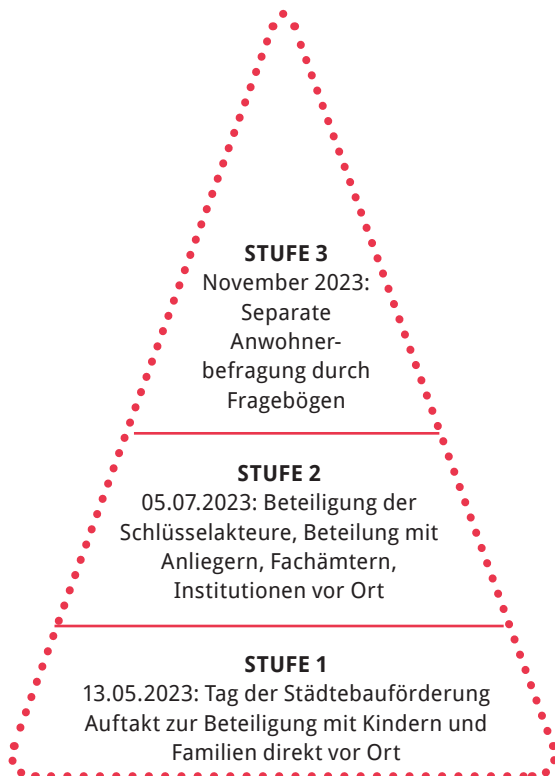 STUFE 3
November 2023:
Separate
Anwohner-
befragung durch
Fragebögen
STUFE 2
05.07.2023: Beteiligung der
Schlüsselakteure, Beteilung mit
Anliegern, Fachämtern,
Institutionen vor Ort
STUFE 1
13.05.2023: Tag der Städtebauförderung
Auftakt zur Beteiligung mit Kindern und
Familien direkt vor Ort